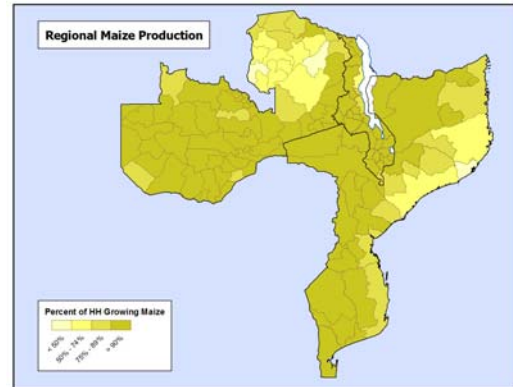 Regional Maize Production
Percent of HH Growing Maize
< 50%
50% - 74%
75% - 89%
> 90%